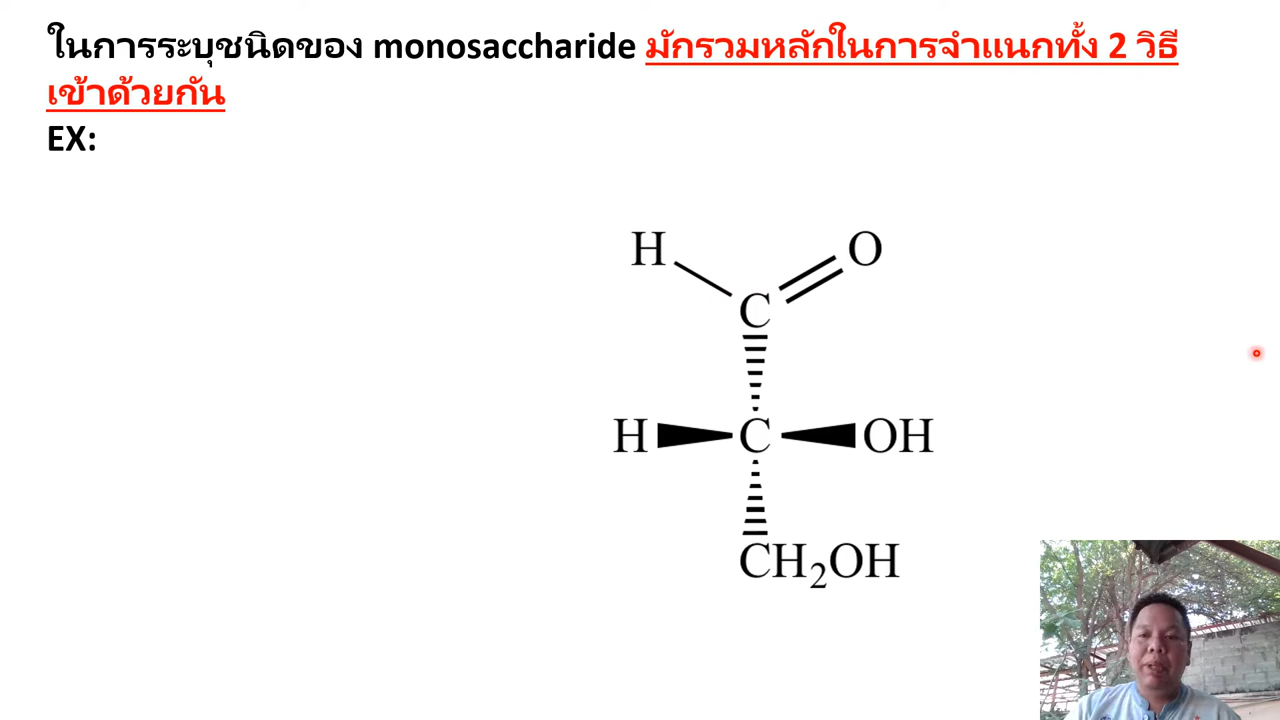 ในการระบุชนิดของ monosaccharide มักรวมหลักในการจำแนกทั้ง 2 วิธี
เข้าด้วยกัน
EX:
H O
C
H C OH
CH₂OH